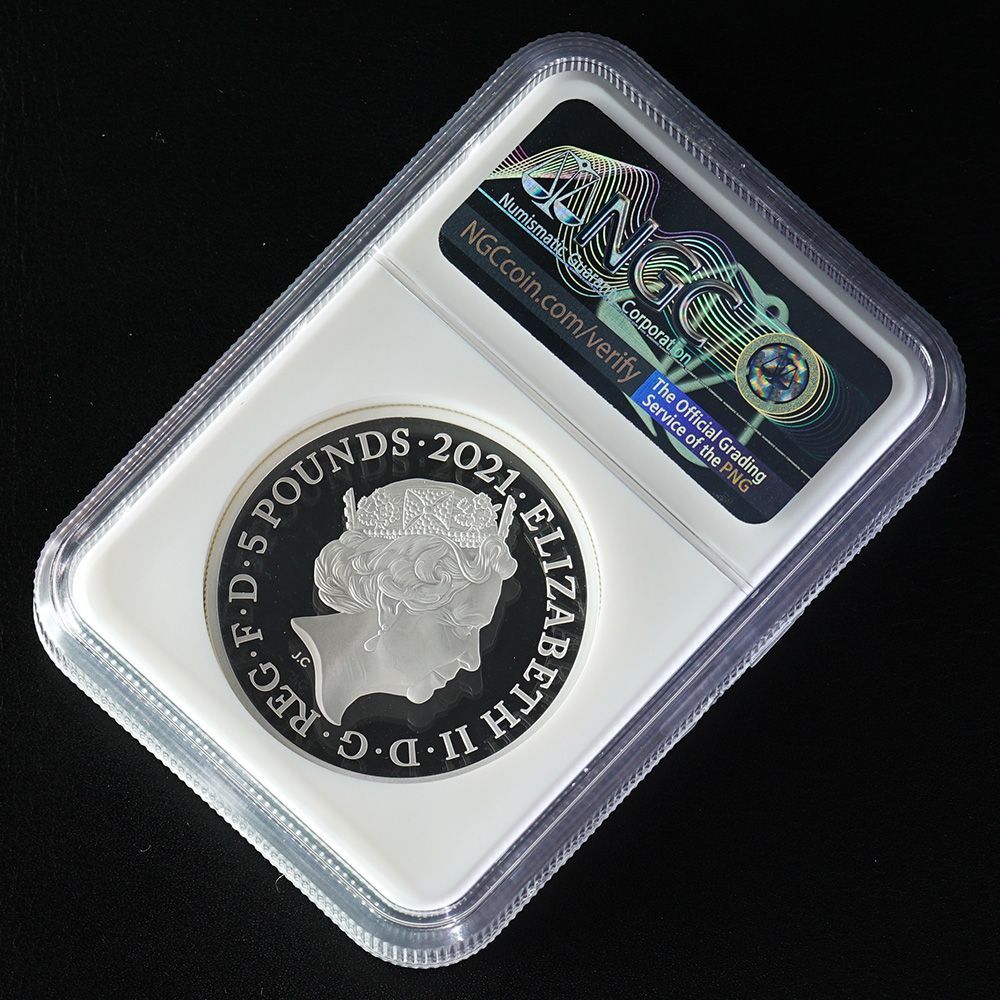 NGC
Numismatic Guaranty Corporation
NGCcoin.com/verify
The Official Grading
Service of the PNG
ELIZABETH II · D · G · REG · F · D · 5 POUNDS · 2021 ·
J.C